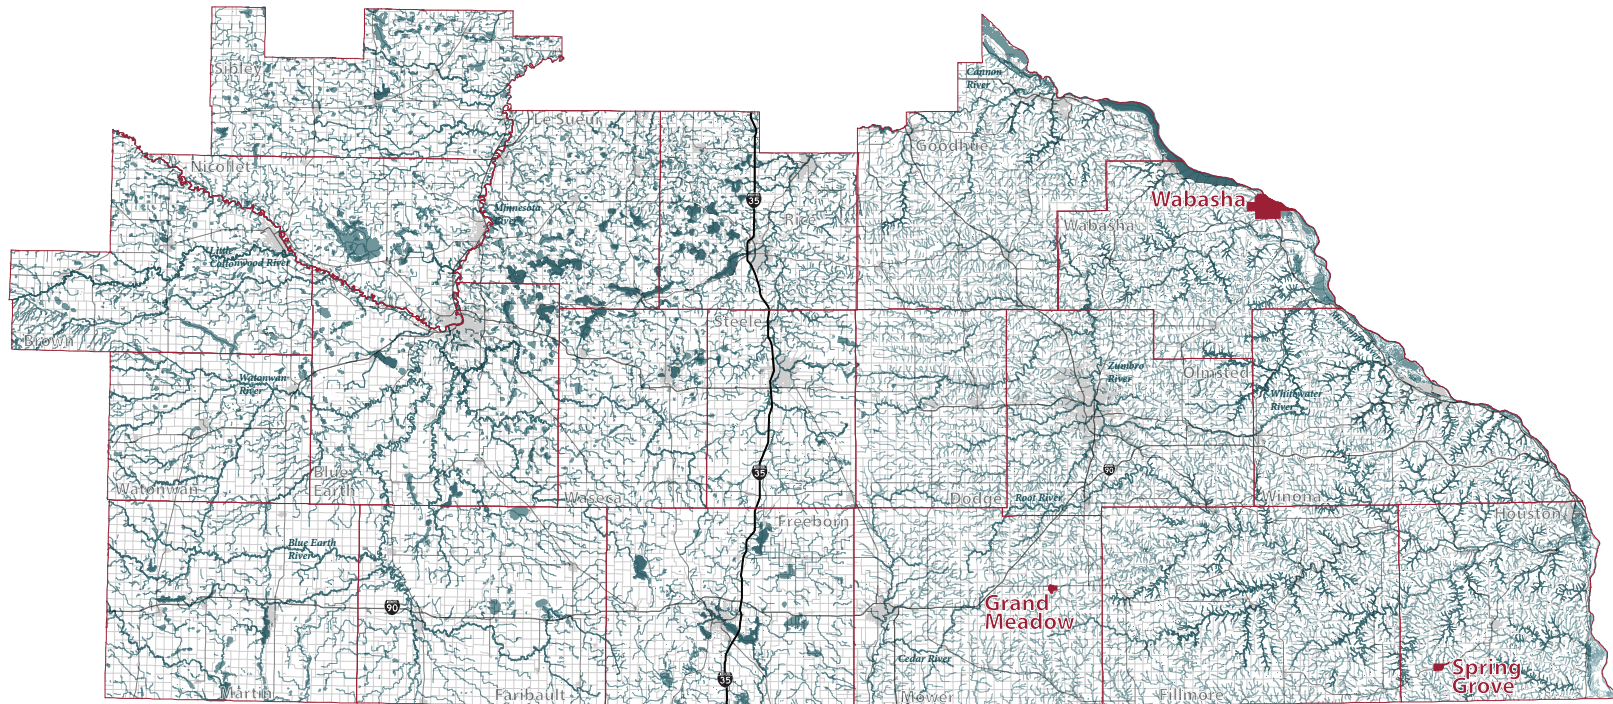 Sibley
Cannon
River
Le Sueur
Goodhue
Nicollet
35
Wabasha
Minnesota
River
Rice
Wabasha
Little
Cottonwood River
Steele
Brown
Zumbro
River
Olmsted
Watonwan
River
Whitewater
River
Blue
Earth
35
90
Watonwan
Waseca
Dodge
Root River
Winona
Houston
Freeborn
Blue Earth
River
90
Grand
Meadow
Cedar River
Spring
Grove
35
Martin
Faribault
Mower
Fillmore